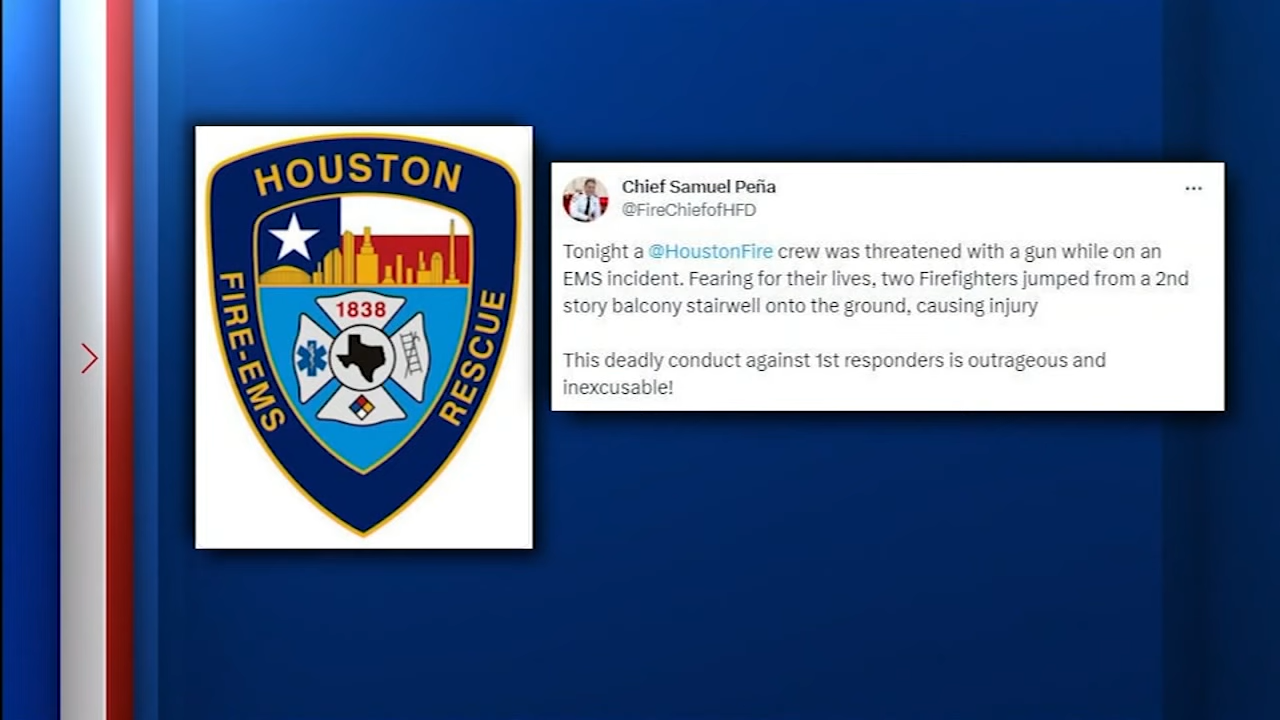 HOUSTON
FIRE-EMS
RESCUE
1838
Chief Samuel Peña
@FireChiefofHFD
Tonight a @HoustonFire crew was threatened with a gun while on an
EMS incident. Fearing for their lives, two Firefighters jumped from a 2nd
story balcony stairwell onto the ground, causing injury
This deadly conduct against 1st responders is outrageous and
inexcusable!